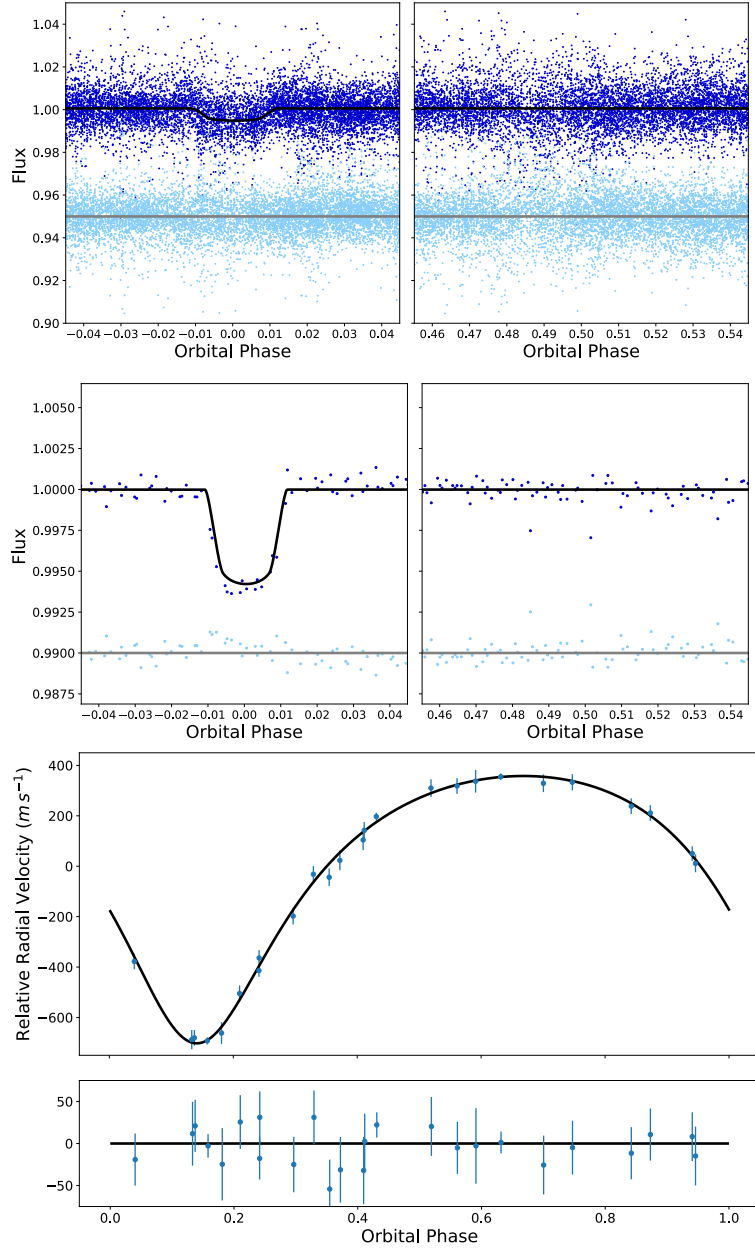 1.04
1.02
1.00
0.98
0.96
0.94
0.92
0.90
Flux
−0.04 −0.03 −0.02 −0.01 0.00 0.01 0.02 0.03 0.04
0.46 0.47 0.48 0.49 0.50 0.51 0.52 0.53 0.54
Orbital Phase
Orbital Phase
1.0050
1.0025
1.0000
0.9975
0.9950
0.9925
0.9900
0.9875
Flux
−0.04 −0.03 −0.02 −0.01 0.00 0.01 0.02 0.03 0.04
0.46 0.47 0.48 0.49 0.50 0.51 0.52 0.53 0.54
Orbital Phase
Orbital Phase
400
200
0
−200
−400
−600
Relative Radial Velocity (m s⁻¹)
50
0
−50
0.0 0.2 0.4 0.6 0.8 1.0
Orbital Phase